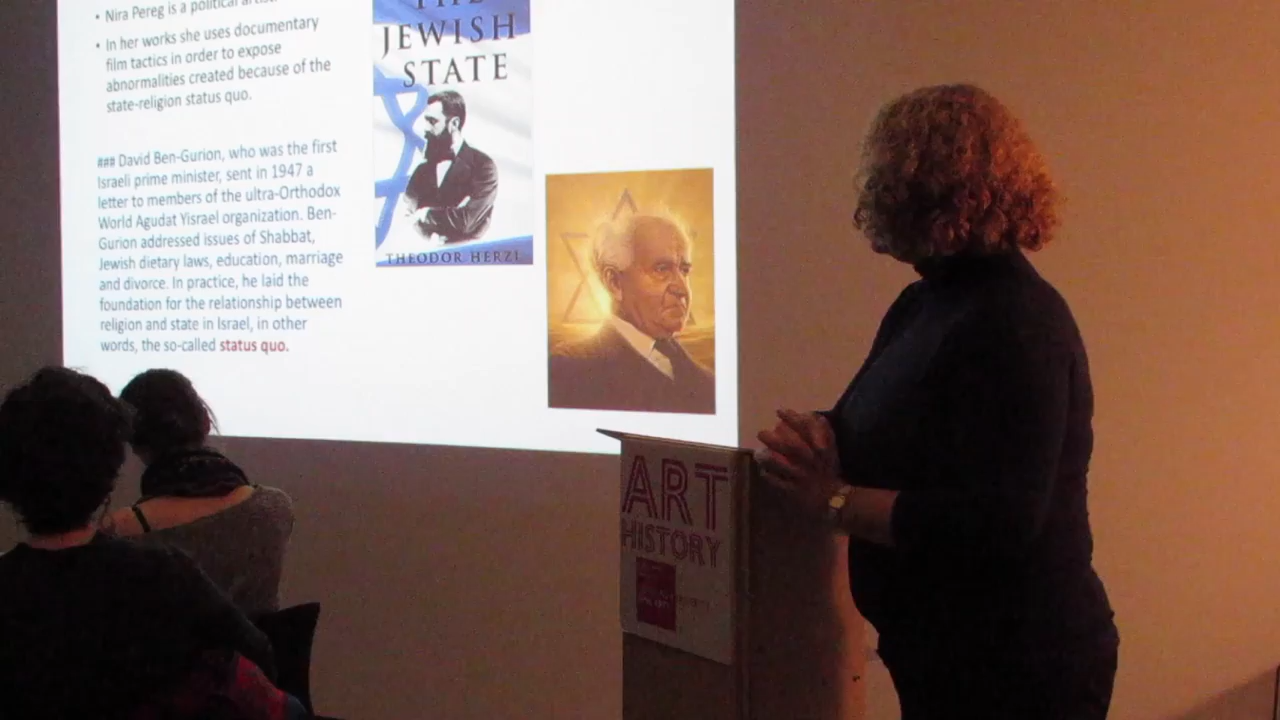 • Nira Pereg is a political
• In her works she uses documentary
film tactics in order to expose
abnormalities created because of the
state-religion status quo.
### David Ben-Gurion, who was the first
Israeli prime minister, sent in 1947 a
letter to members of the ultra-Orthodox
World Agudat Yisrael organization. Ben-
Gurion addressed issues of Shabbat,
Jewish dietary laws, education, marriage
and divorce. In practice, he laid the
foundation for the relationship between
religion and state in Israel, in other
words, the so-called status quo.
THE
JEWISH
STATE
THEODOR HERZL
ART
HISTORY